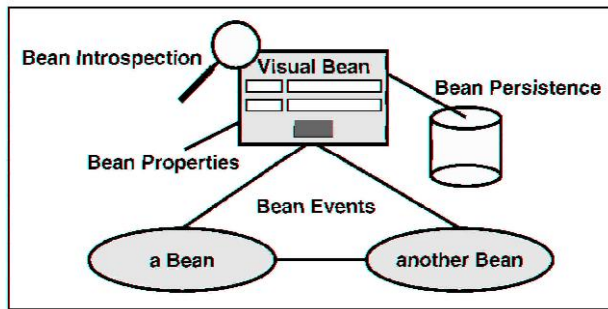 Bean Introspection
Visual Bean
Bean Persistence
Bean Properties
Bean Events
a Bean
another Bean